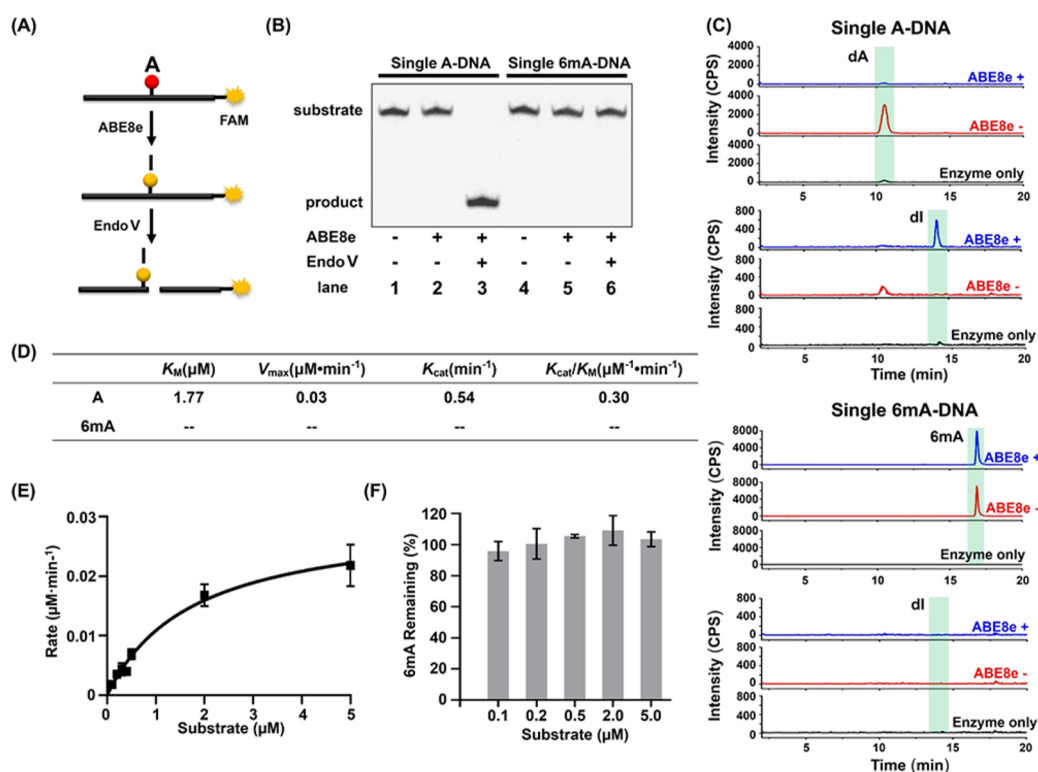 (A)
A
FAM
ABE8e
I
Endo V
I
(B)
Single A-DNA Single 6mA-DNA
substrate
product
ABE8e - + + - + +
Endo V - - + - - +
lane 1 2 3 4 5 6
(C)
Single A-DNA
Intensity (CPS)
4000
2000
0
4000
2000
0
4000
2000
0
dA
ABE8e +
ABE8e -
Enzyme only
5 10 15 20
Intensity (CPS)
800
400
0
800
400
0
800
400
0
dI
ABE8e +
ABE8e -
Enzyme only
5 10 15 20
Time (min)
Single 6mA-DNA
Intensity (CPS)
8000
4000
0
8000
4000
0
8000
4000
0
6mA
ABE8e +
ABE8e -
Enzyme only
5 10 15 20
Intensity (CPS)
800
400
0
800
400
0
800
400
0
dI
ABE8e +
ABE8e -
Enzyme only
5 10 15 20
Time (min)
(D)
KM(μM) Vmax(μM•min-1) Kcat(min-1) Kcat/KM(μM-1•min-1)
A 1.77 0.03 0.54 0.30
6mA -- -- -- --
(E)
Rate (μM·min-1)
0.03
0.02
0.01
0
0 1 2 3 4 5
Substrate (μM)
(F)
6mA Remaining (%)
120
100
80
60
40
20
0
0.1 0.2 0.5 2.0 5.0
Substrate (μM)